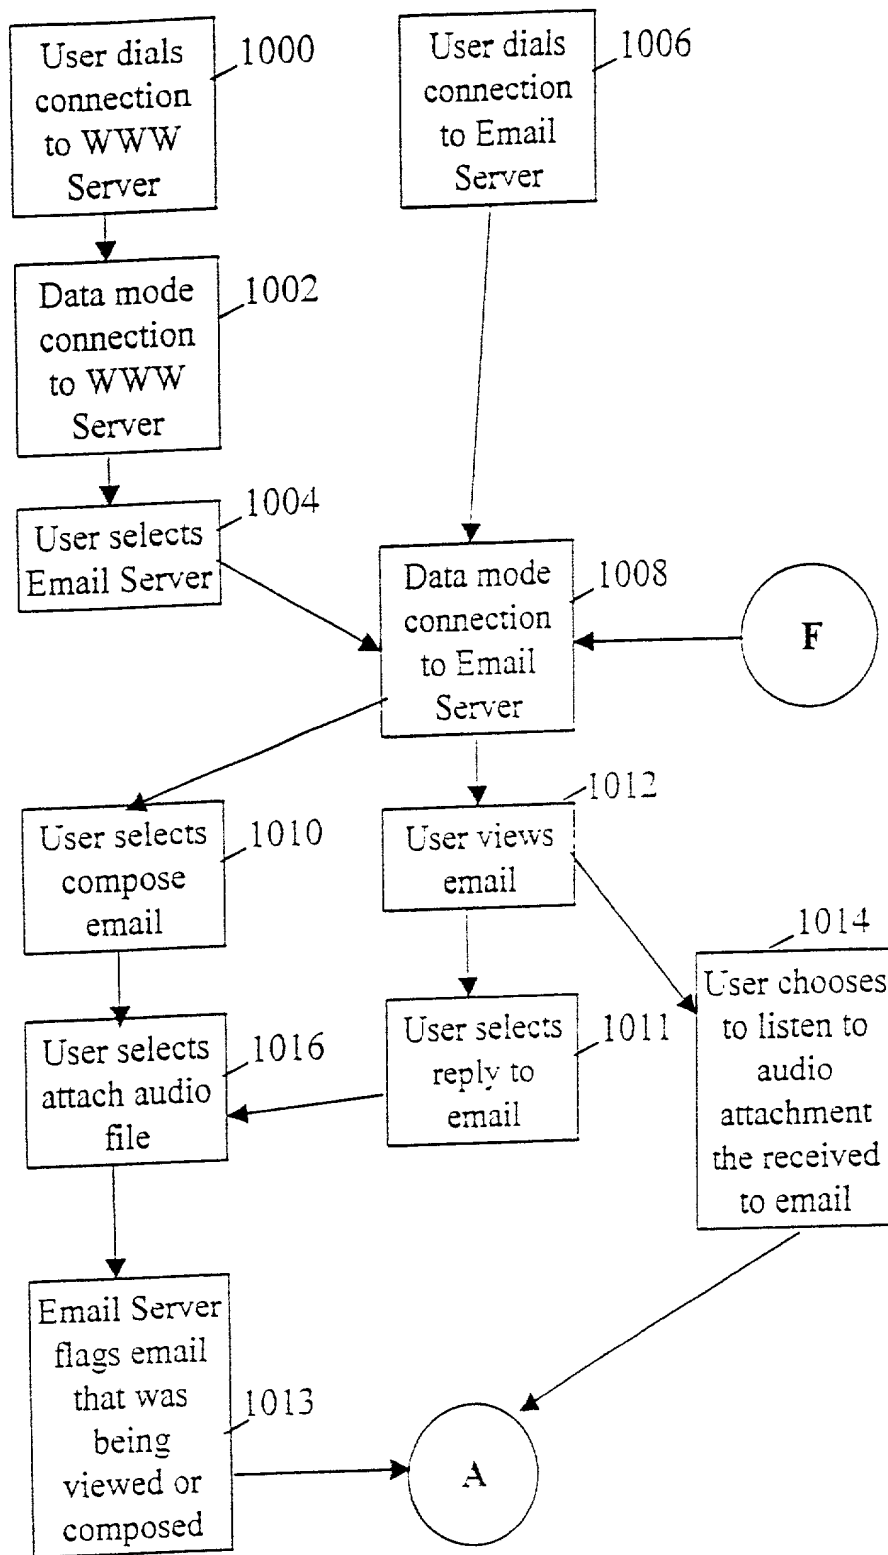 User dials
connection
to WWW
Server
1000
User dials
connection
to Email
Server
1006
Data mode
connection
to WWW
Server
1002
User selects
Email Server
1004
Data mode
connection
to Email
Server
1008
F
User selects
compose
email
1010
User views
email
1012
User chooses
to listen to
audio
attachment
the received
to email
1014
User selects
attach audio
file
1016
User selects
reply to
email
1011
Email Server
flags email
that was
being
viewed or
composed
1013
A